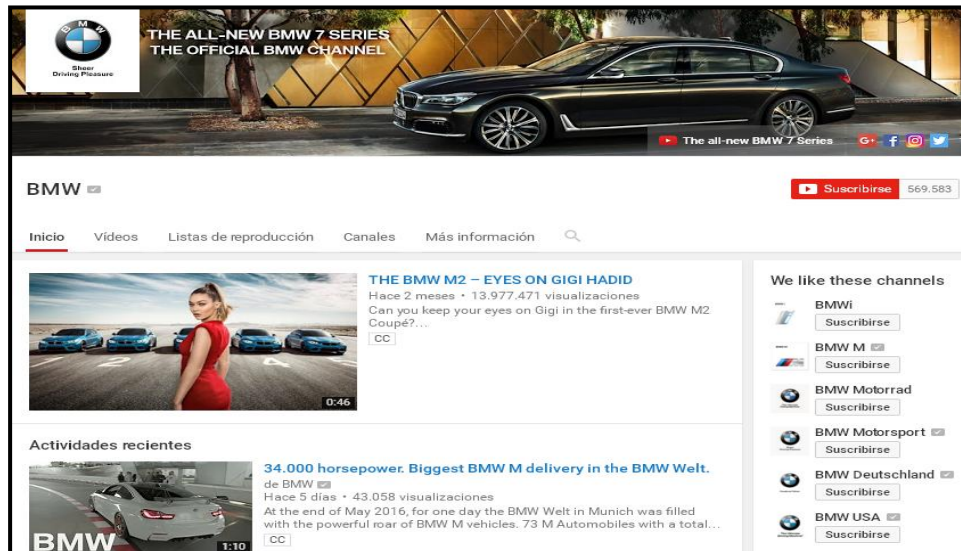 BMW
Sheer
Driving Pleasure
THE ALL-NEW BMW 7 SERIES
THE OFFICIAL BMW CHANNEL
The all-new BMW 7 Series
G+ f
BMW
Suscribirse 569.583
Inicio Vídeos Listas de reproducción Canales Más información
THE BMW M2 – EYES ON GIGI HADID
Hace 2 meses • 13.977.471 visualizaciones
Can you keep your eyes on Gigi in the first-ever BMW M2
Coupé?...
CC
2 4
0:46
Actividades recientes
34.000 horsepower. Biggest BMW M delivery in the BMW Welt.
de BMW
Hace 5 días • 43.058 visualizaciones
At the end of May 2016, for one day the BMW Welt in Munich was filled
with the powerful roar of BMW M vehicles. 73 M Automobiles with a total...
CC
BMW
1:10
We like these channels
BMWi
Suscribirse
BMW M
Suscribirse
BMW Motorrad
Suscribirse
BMW Motorsport
Suscribirse
BMW Deutschland
Suscribirse
BMW USA
Suscribirse